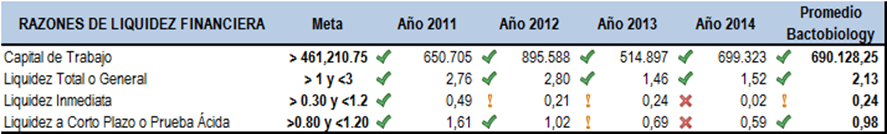 RAZONES DE LIQUIDEZ FINANCIERA Meta Año 2011 Año 2012 Año 2013 Año 2014 Promedio Bactobiology
Capital de Trabajo > 461,210.75 650.705 895.588 514.897 699.323 690.128,25
Liquidez Total o General > 1 y <3 2,76 2,80 1,46 1,52 2,13
Liquidez Inmediata > 0.30 y <1.2 0,49 0,21 0,24 0,02 0,24
Liquidez a Corto Plazo o Prueba Ácida >0.80 y <1.20 1,61 1,02 0,69 0,59 0,98